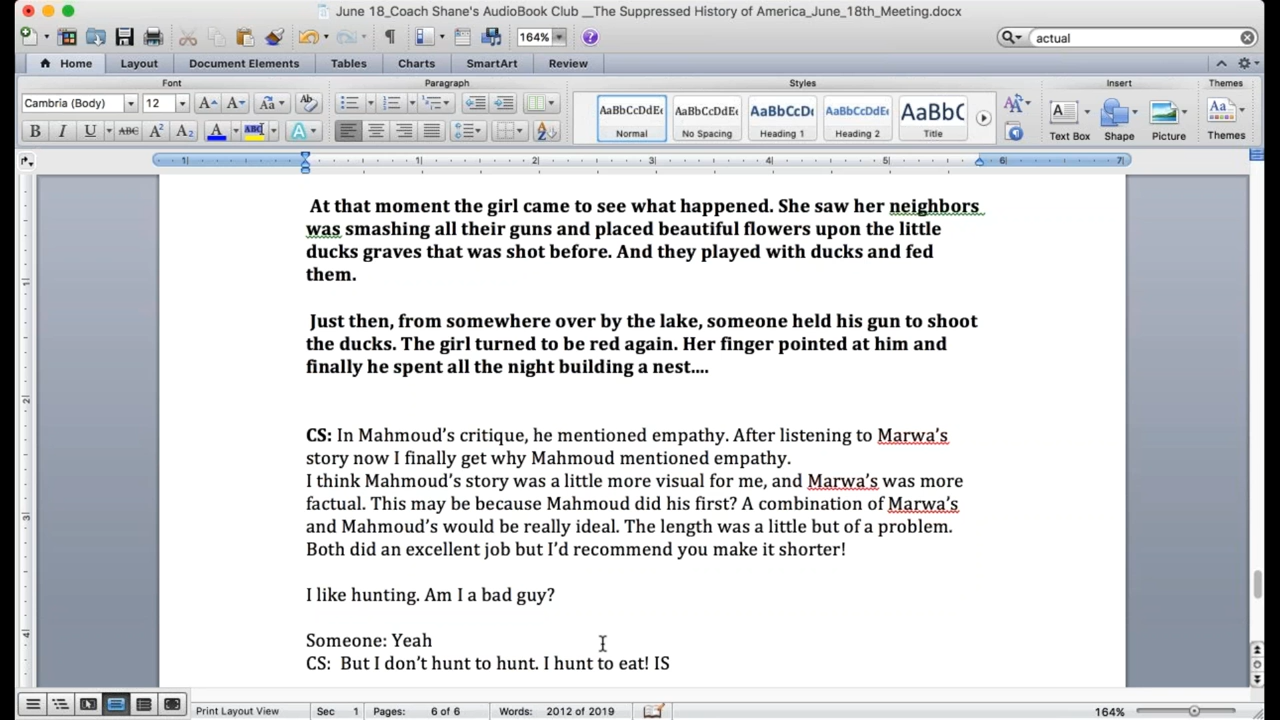 June 18_Coach Shane's AudioBook Club __The Suppressed History of America_June_18th_Meeting.docx
164%
actual
Home Layout Document Elements Tables Charts SmartArt Review
Font Paragraph Styles Insert Themes
Cambria (Body) 12
AaBbCcDdEe AaBbCcDdEe AaBbCcDc AaBbCcDdEe AaBbC
Normal No Spacing Heading 1 Heading 2 Title
Text Box Shape Picture Themes
At that moment the girl came to see what happened. She saw her neighbors
was smashing all their guns and placed beautiful flowers upon the little
ducks graves that was shot before. And they played with ducks and fed
them.
Just then, from somewhere over by the lake, someone held his gun to shoot
the ducks. The girl turned to be red again. Her finger pointed at him and
finally he spent all the night building a nest....
CS: In Mahmoud's critique, he mentioned empathy. After listening to Marwa's
story now I finally get why Mahmoud mentioned empathy.
I think Mahmoud's story was a little more visual for me, and Marwa's was more
factual. This may be because Mahmoud did his first? A combination of Marwa's
and Mahmoud's would be really ideal. The length was a little but of a problem.
Both did an excellent job but I'd recommend you make it shorter!
I like hunting. Am I a bad guy?
Someone: Yeah
CS: But I don't hunt to hunt. I hunt to eat! IS
Print Layout View Sec 1 Pages: 6 of 6 Words: 2012 of 2019 164%